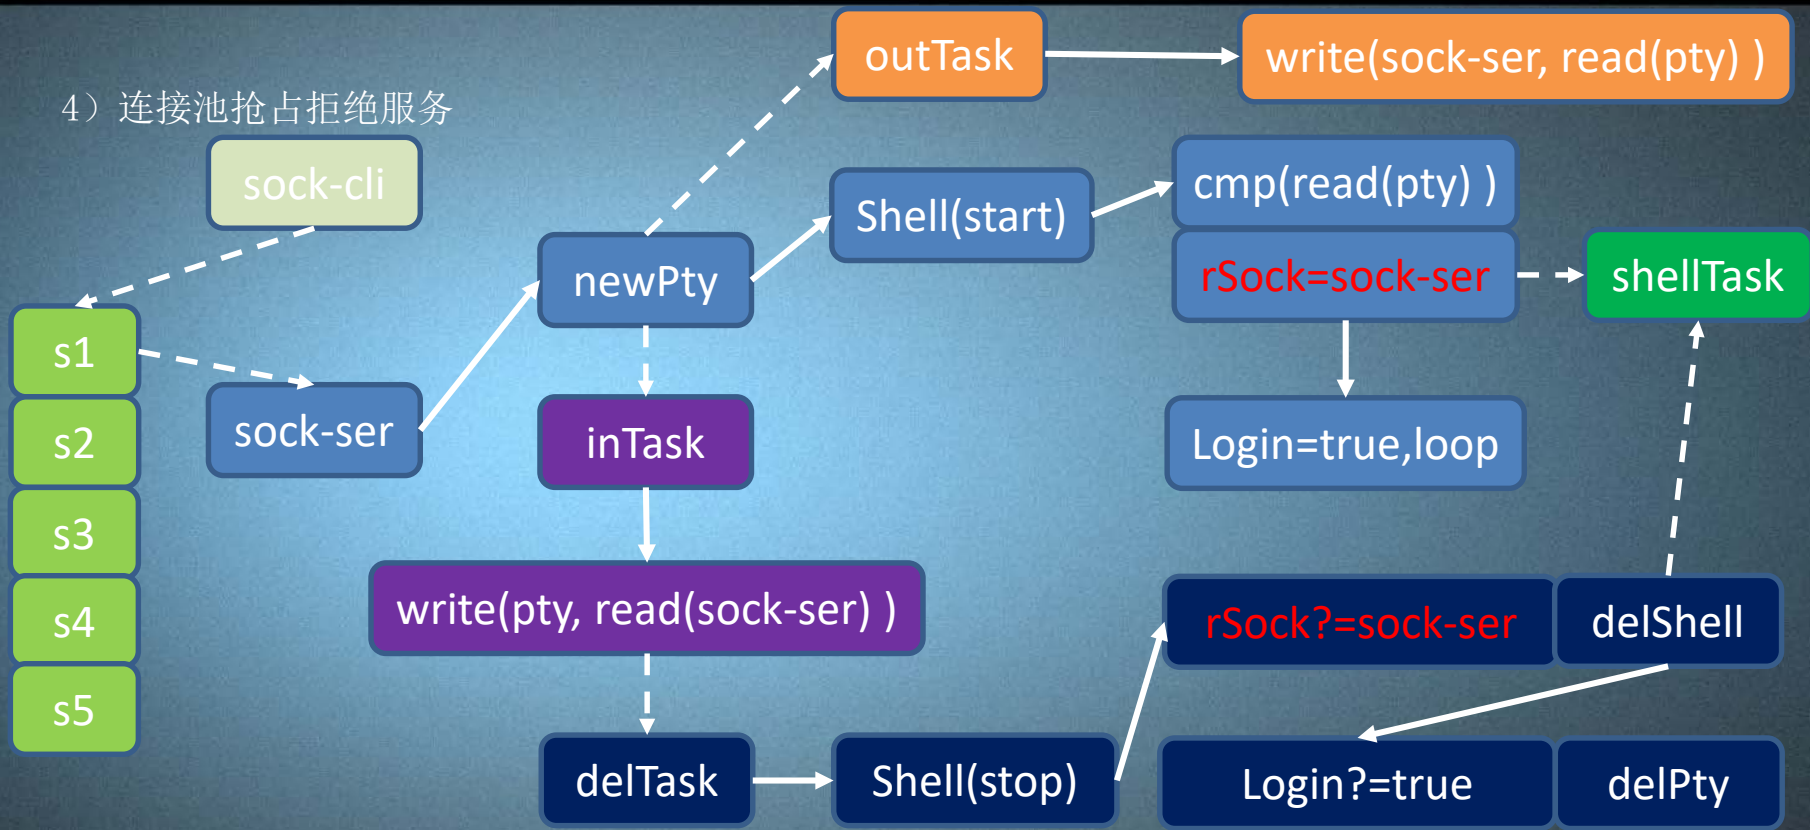 outTask
write(sock-ser, read(pty) )
4）连接池抢占拒绝服务
sock-cli
cmp(read(pty) )
Shell(start)
newPty
rSock=sock-ser
shellTask
s1
sock-ser
s2
inTask
Login=true,loop
s3
write(pty, read(sock-ser) )
s4
rSock?=sock-ser
delShell
s5
delTask
Shell(stop)
Login?=true
delPty